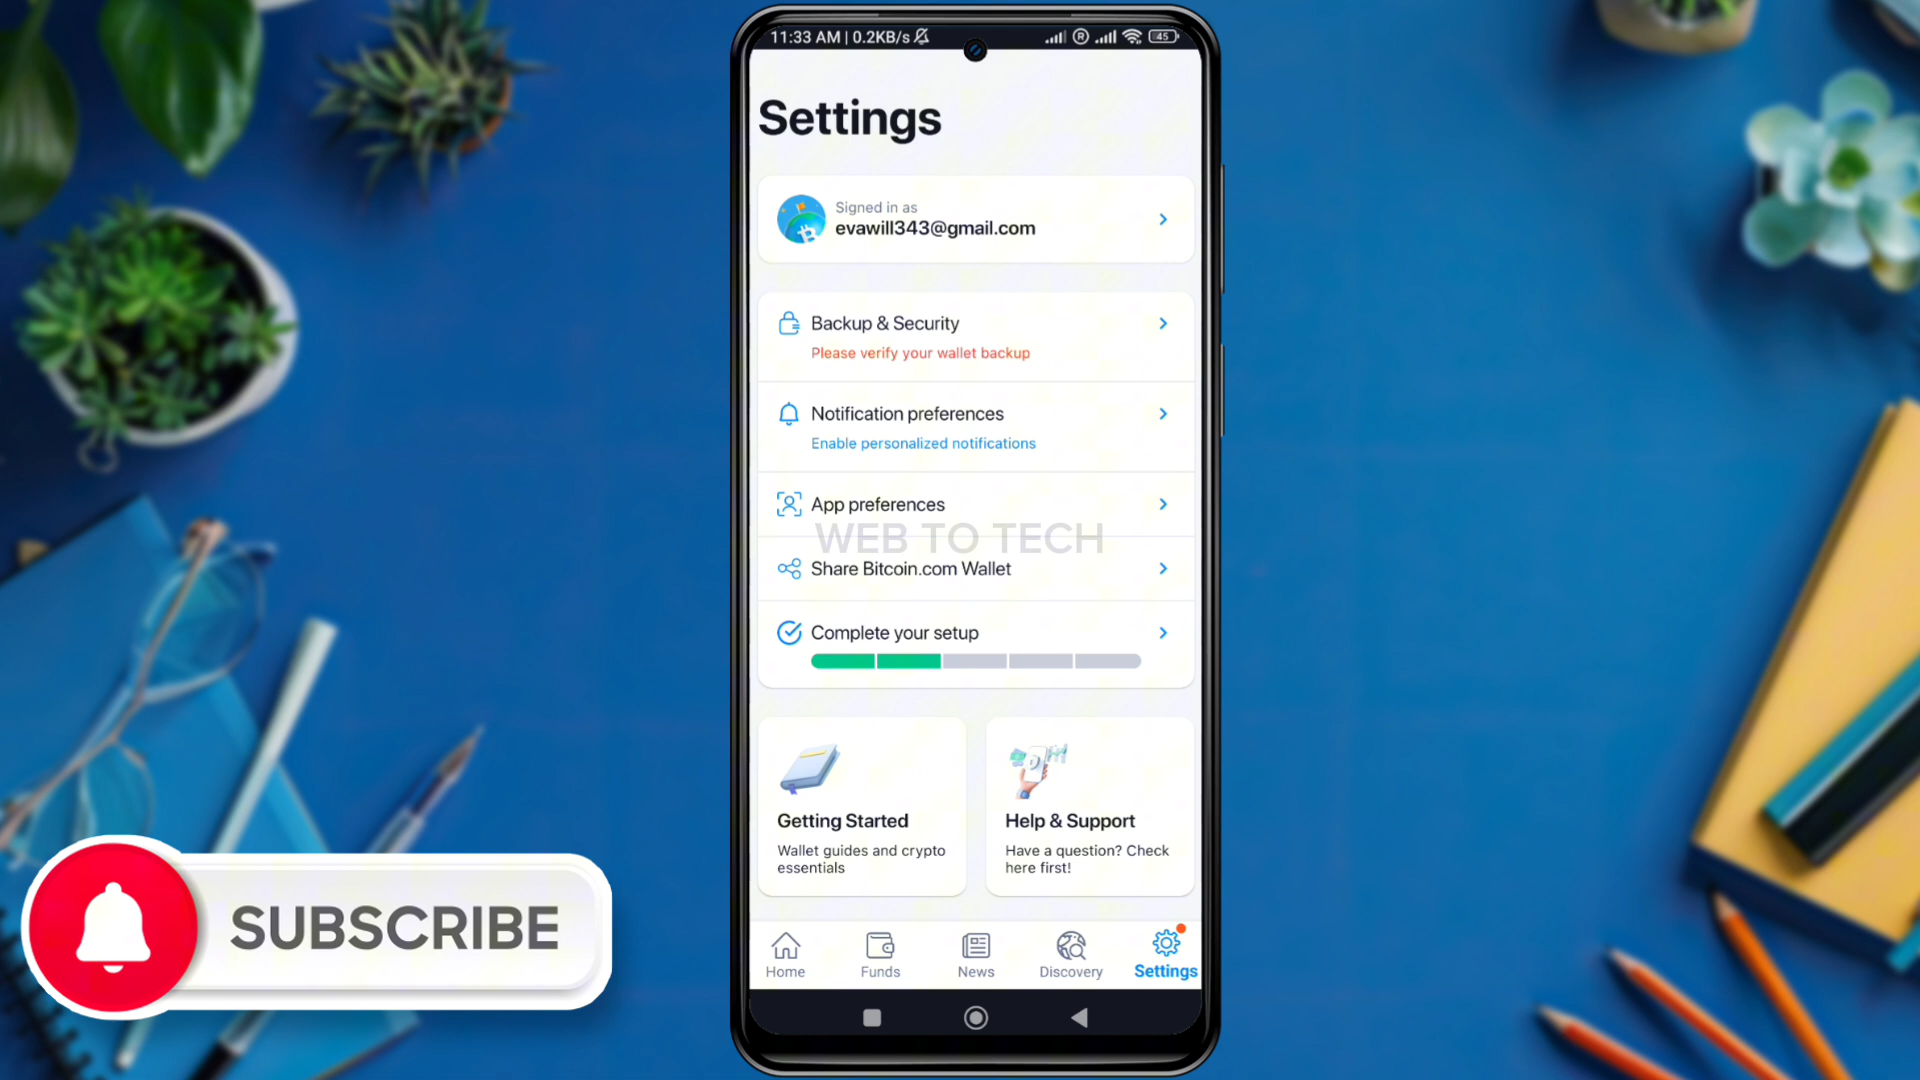 11:33 AM | 0.2KB/s
R
45
Settings
Signed in as
evawill343@gmail.com
Backup & Security
Please verify your wallet backup
Notification preferences
Enable personalized notifications
App preferences
WEB TO TECH
Share Bitcoin.com Wallet
Complete your setup
Getting Started
Wallet guides and crypto
essentials
Help & Support
Have a question? Check
here first!
SUBSCRIBE
Home
Funds
News
Discovery
Settings